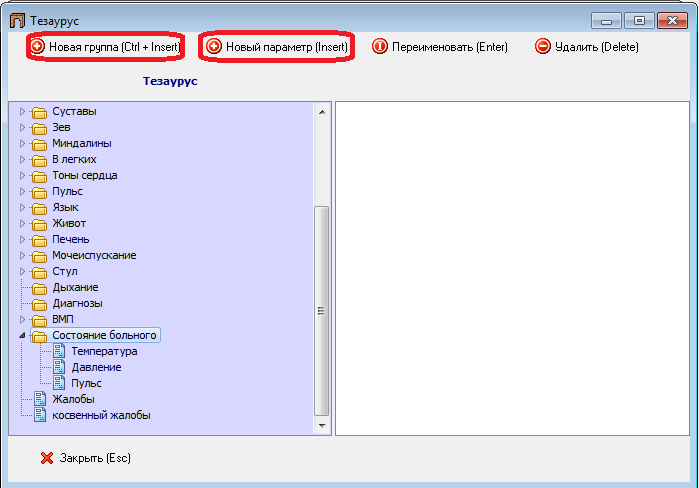 Тезаурус
Новая группа (Ctrl + Insert)
Новый параметр (Insert)
Переименовать (Enter)
Удалить (Delete)
Тезаурус
Суставы
Зев
Миндалины
В легких
Тоны сердца
Пульс
Язык
Живот
Печень
Мочеиспускание
Стул
Дыхание
Диагнозы
ВМП
Состояние больного
Температура
Давление
Пульс
Жалобы
косвенный жалобы
Закрыть (Esc)